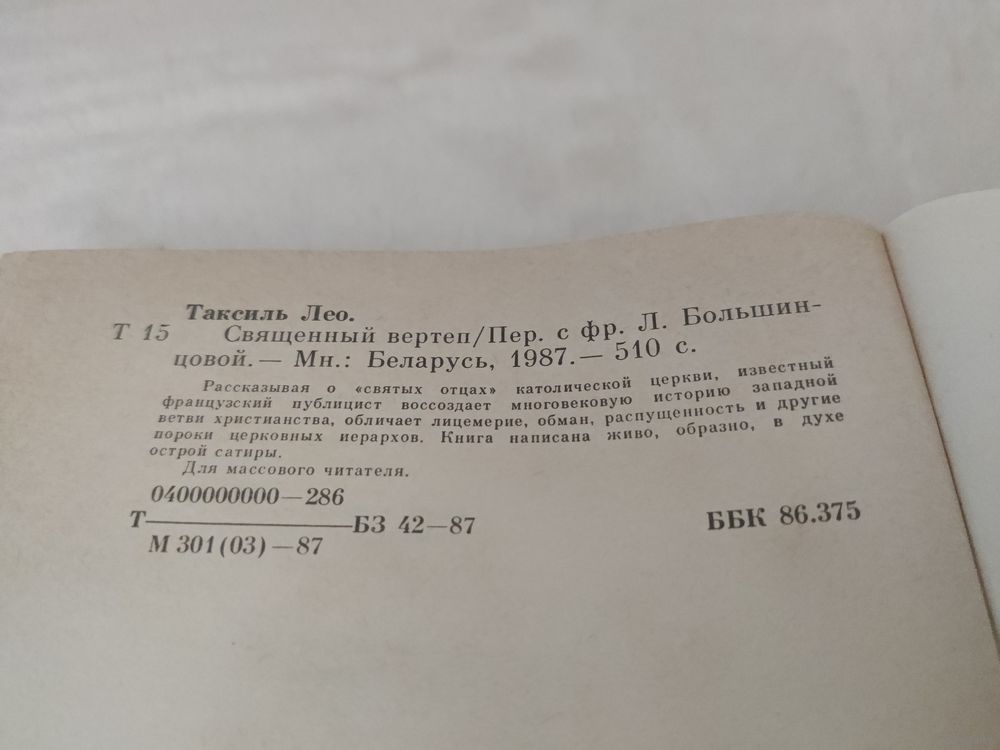 Таксиль Лео.
Т 15 Священный вертеп/Пер. с фр. Л. Большин-
цовой.— Мн.: Беларусь, 1987.— 510 с.
Рассказывая о «святых отцах» католической церкви, известный
французский публицист воссоздает многовековую историю западной
ветви христианства, обличает лицемерие, обман, распущенность и другие
пороки церковных иерархов. Книга написана живо, образно, в духе
острой сатиры.
Для массового читателя.
0400000000—286
Т————БЗ 42—87 ББК 86.375
М 301(03)—87